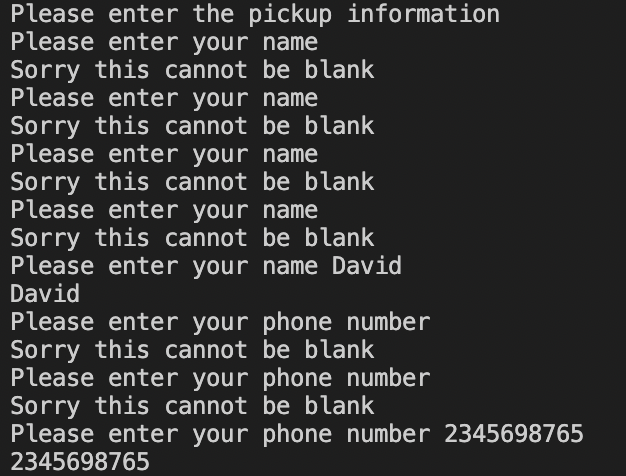 Please enter the pickup information
Please enter your name
Sorry this cannot be blank
Please enter your name
Sorry this cannot be blank
Please enter your name
Sorry this cannot be blank
Please enter your name
Sorry this cannot be blank
Please enter your name David
David
Please enter your phone number
Sorry this cannot be blank
Please enter your phone number
Sorry this cannot be blank
Please enter your phone number 2345698765
2345698765